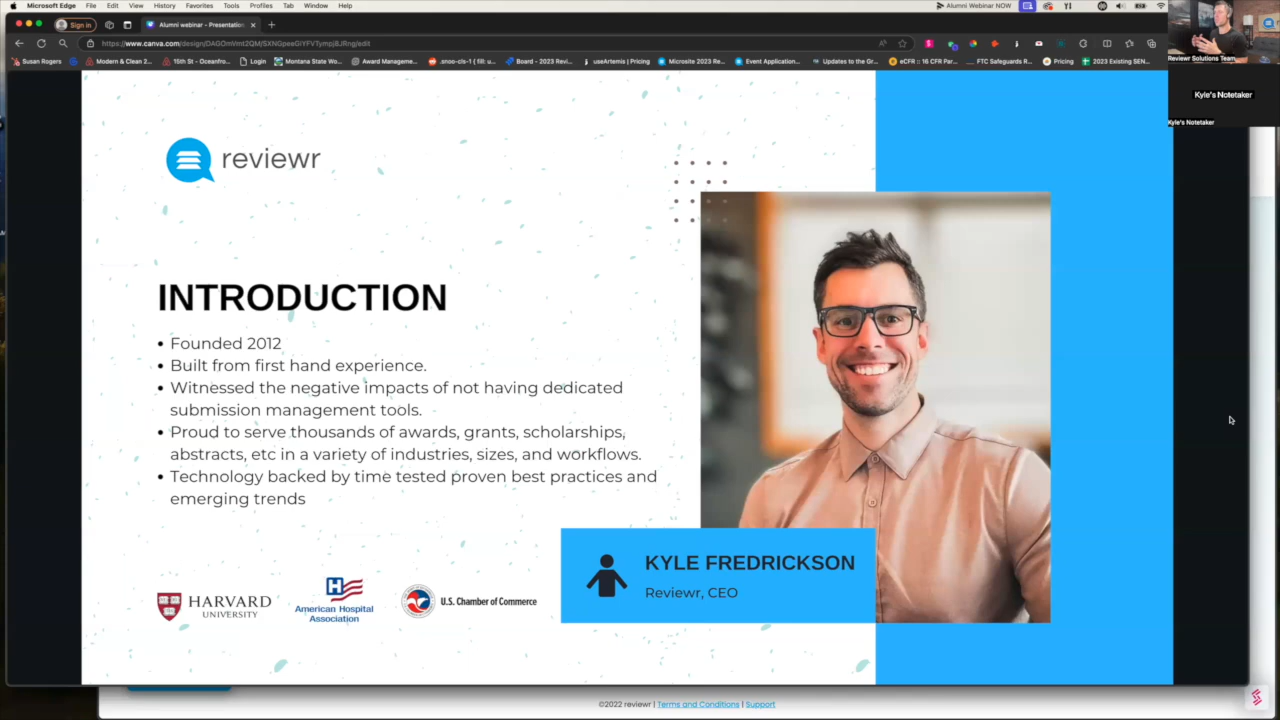 Microsoft Edge File Edit View History Favorites Tools Profiles Tab Window Help Alumni Webinar NOW
Sign in Alumni webinar - Presentation
https://www.canva.com/design/DAGOmVmt2QM/SXNGpeeGIYFVTympj8JRng/edit
Susan Rogers Modern & Clean 2... 15th St - Oceanfro... Login Montana State Wo... Award Manageme... .snoo-cls-1 { fill: u... Board - 2023 Revi... useArtemis | Pricing Microsite 2023 Re... Event Application... Updates to the Gr... eCFR :: 16 CFR Par... FTC Safeguards R... Pricing 2023 Existing SEN...
Reviewr Solutions Team
Kyle's Notetaker
Kyle's Notetaker
reviewr
INTRODUCTION
Founded 2012
Built from first hand experience.
Witnessed the negative impacts of not having dedicated
submission management tools.
Proud to serve thousands of awards, grants, scholarships,
abstracts, etc in a variety of industries, sizes, and workflows.
Technology backed by time tested proven best practices and
emerging trends
KYLE FREDRICKSON
Reviewr, CEO
HARVARD
UNIVERSITY
American Hospital
Association
U.S. Chamber of Commerce
©2022 reviewr | Terms and Conditions | Support